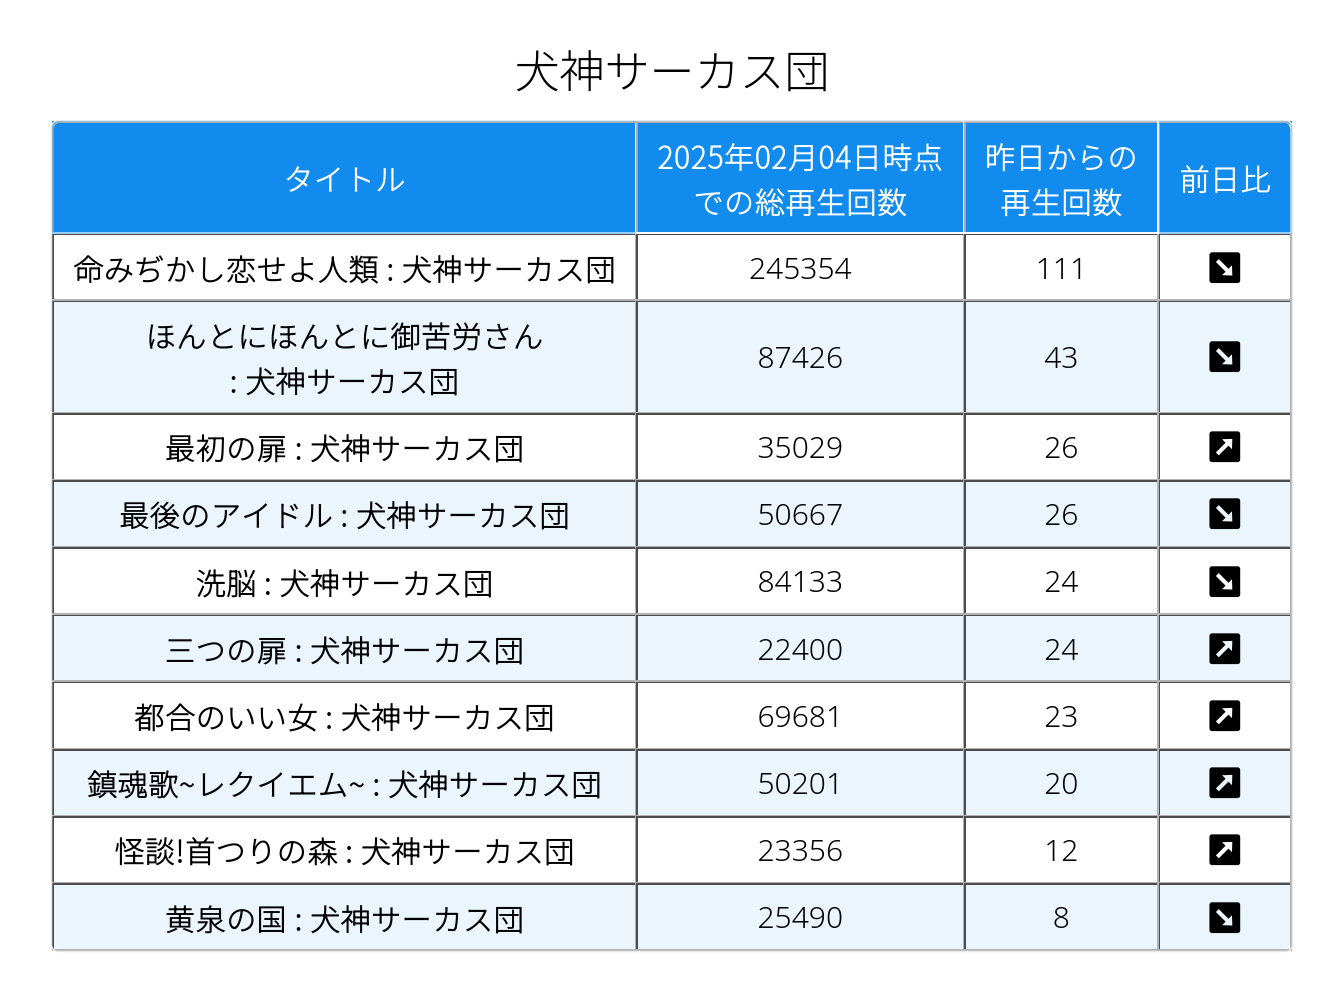 犬神サーカス団
タイトル
2025年02月04日時点
での総再生回数
昨日からの
再生回数
前日比
命みぢかし恋せよ人類 : 犬神サーカス団
245354
111
ほんとにほんとに御苦労さん
: 犬神サーカス団
87426
43
最初の扉 : 犬神サーカス団
35029
26
最後のアイドル : 犬神サーカス団
50667
26
洗脳 : 犬神サーカス団
84133
24
三つの扉 : 犬神サーカス団
22400
24
都合のいい女 : 犬神サーカス団
69681
23
鎮魂歌~レクイエム~ : 犬神サーカス団
50201
20
怪談!首つりの森 : 犬神サーカス団
23356
12
黄泉の国 : 犬神サーカス団
25490
8